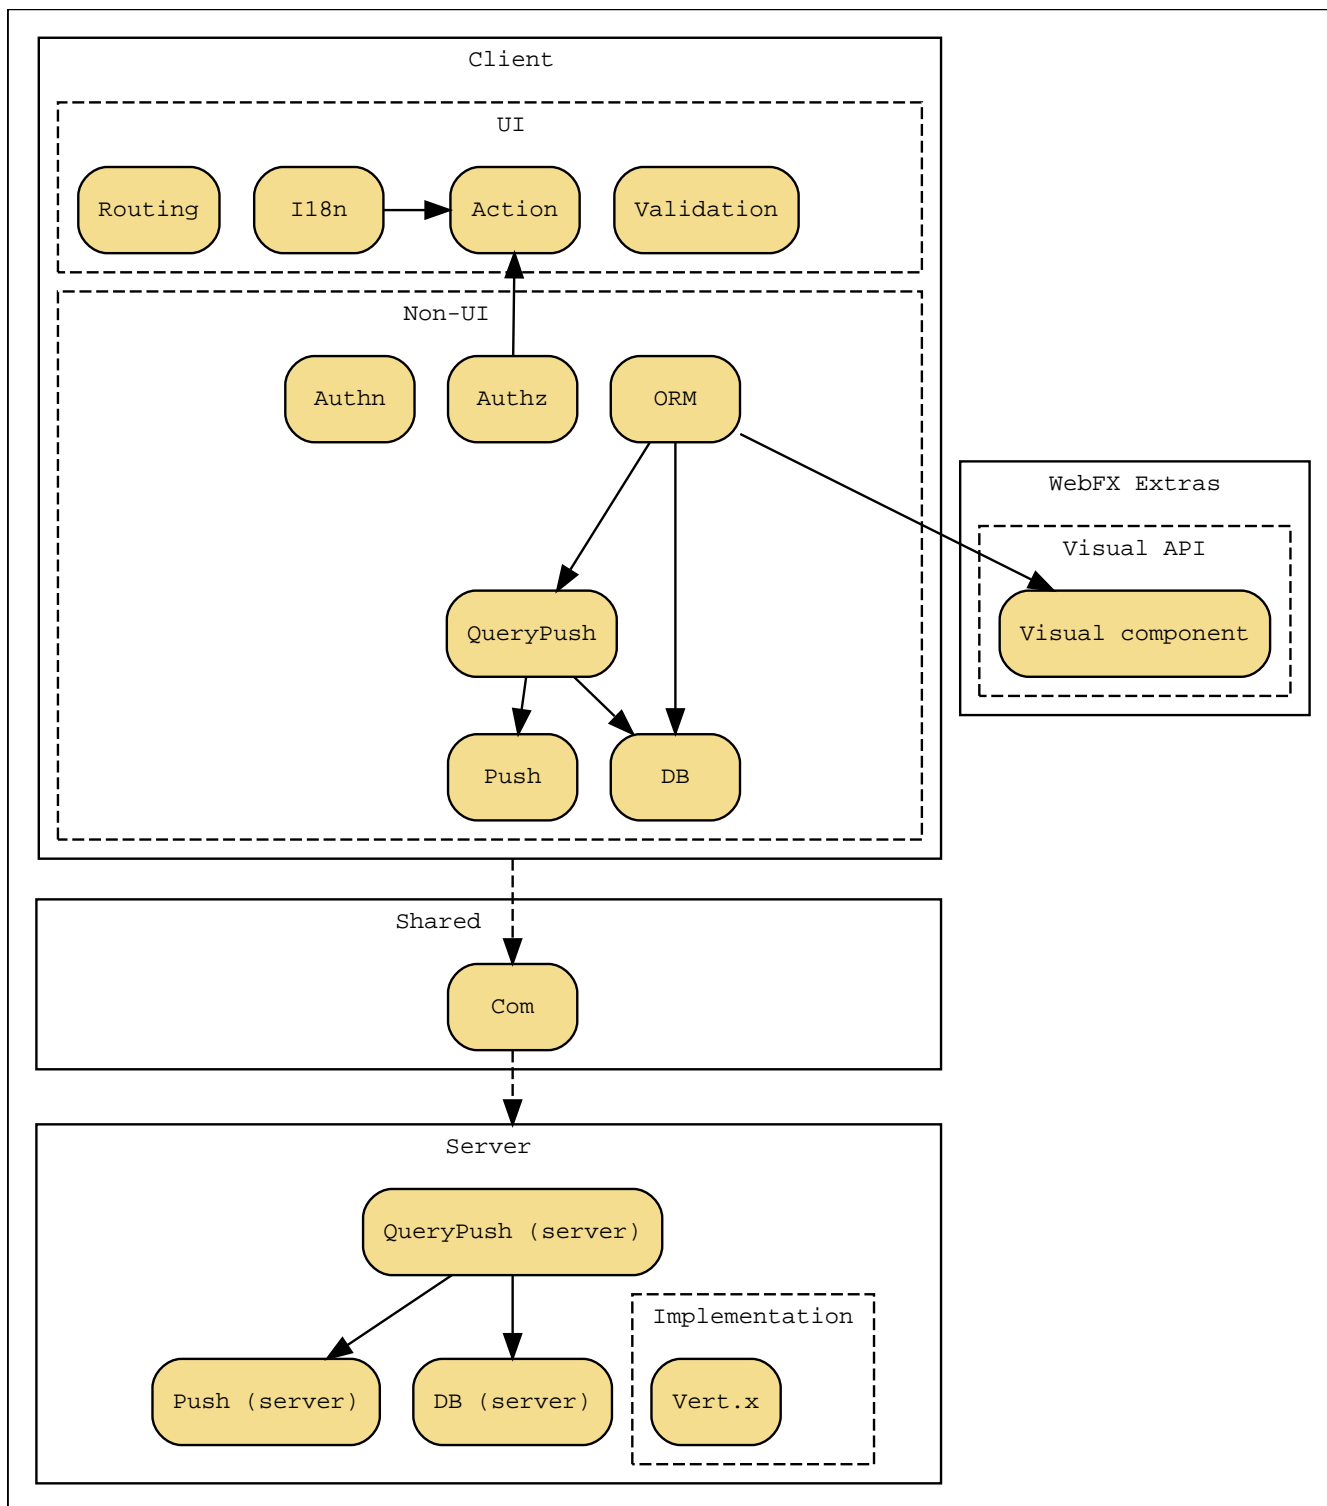 Client
UI
Routing
I18n
Action
Validation
Non-UI
Authn
Authz
ORM
WebFX Extras
Visual API
QueryPush
Visual component
Push
DB
Shared
Com
Server
QueryPush (server)
Implementation
Push (server)
DB (server)
Vert.x